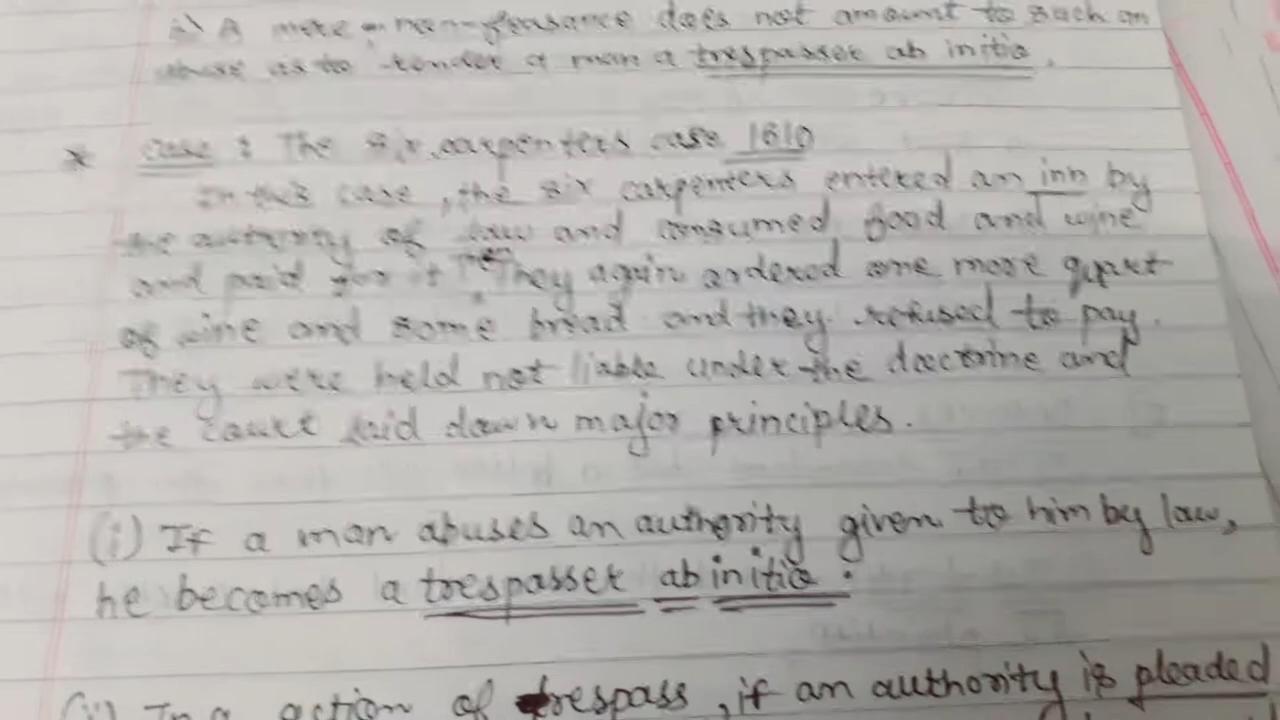 i) A mere non-feasance does not amount to such an
abuse as to render a man a trespasser ab initio.
* Case : The six carpenters case 1610
In this case, the six carpenters entered an inn by
the authority of law and consumed food and wine
and paid for it Then They again ordered one more quart
of wine and some bread and they refused to pay.
They were held not liable under the doctrine and
the court laid down major principles.
(i) If a man abuses an authority given to him by law,
he becomes a trespasser ab initio.
(ii) In a action of trespass, if an authority is pleaded